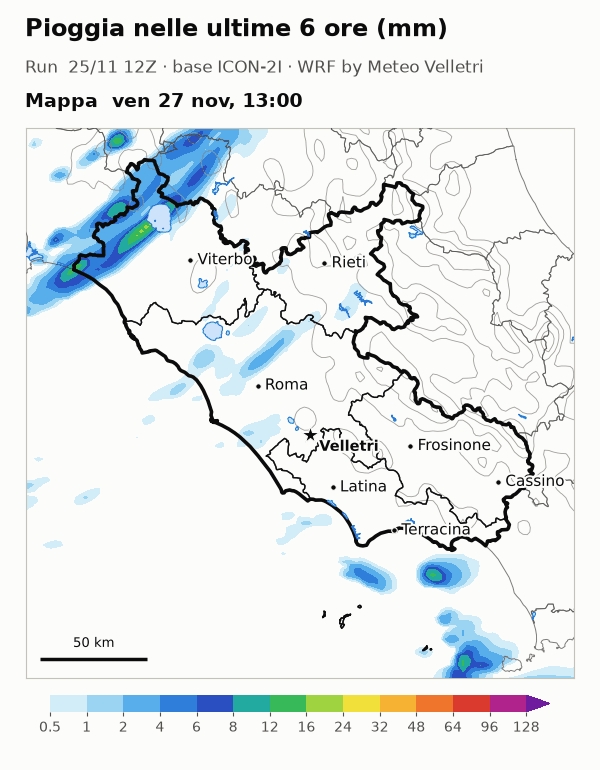 Pioggia nelle ultime 6 ore (mm)
Run  25/11 12Z · base ICON-2I · WRF by Meteo Velletri
Mappa  ven 27 nov, 13:00
Viterbo
Rieti
Roma
Velletri
Frosinone
Latina
Cassino
Terracina
50 km
0.5 1 2 4 6 8 12 16 24 32 48 64 96 128